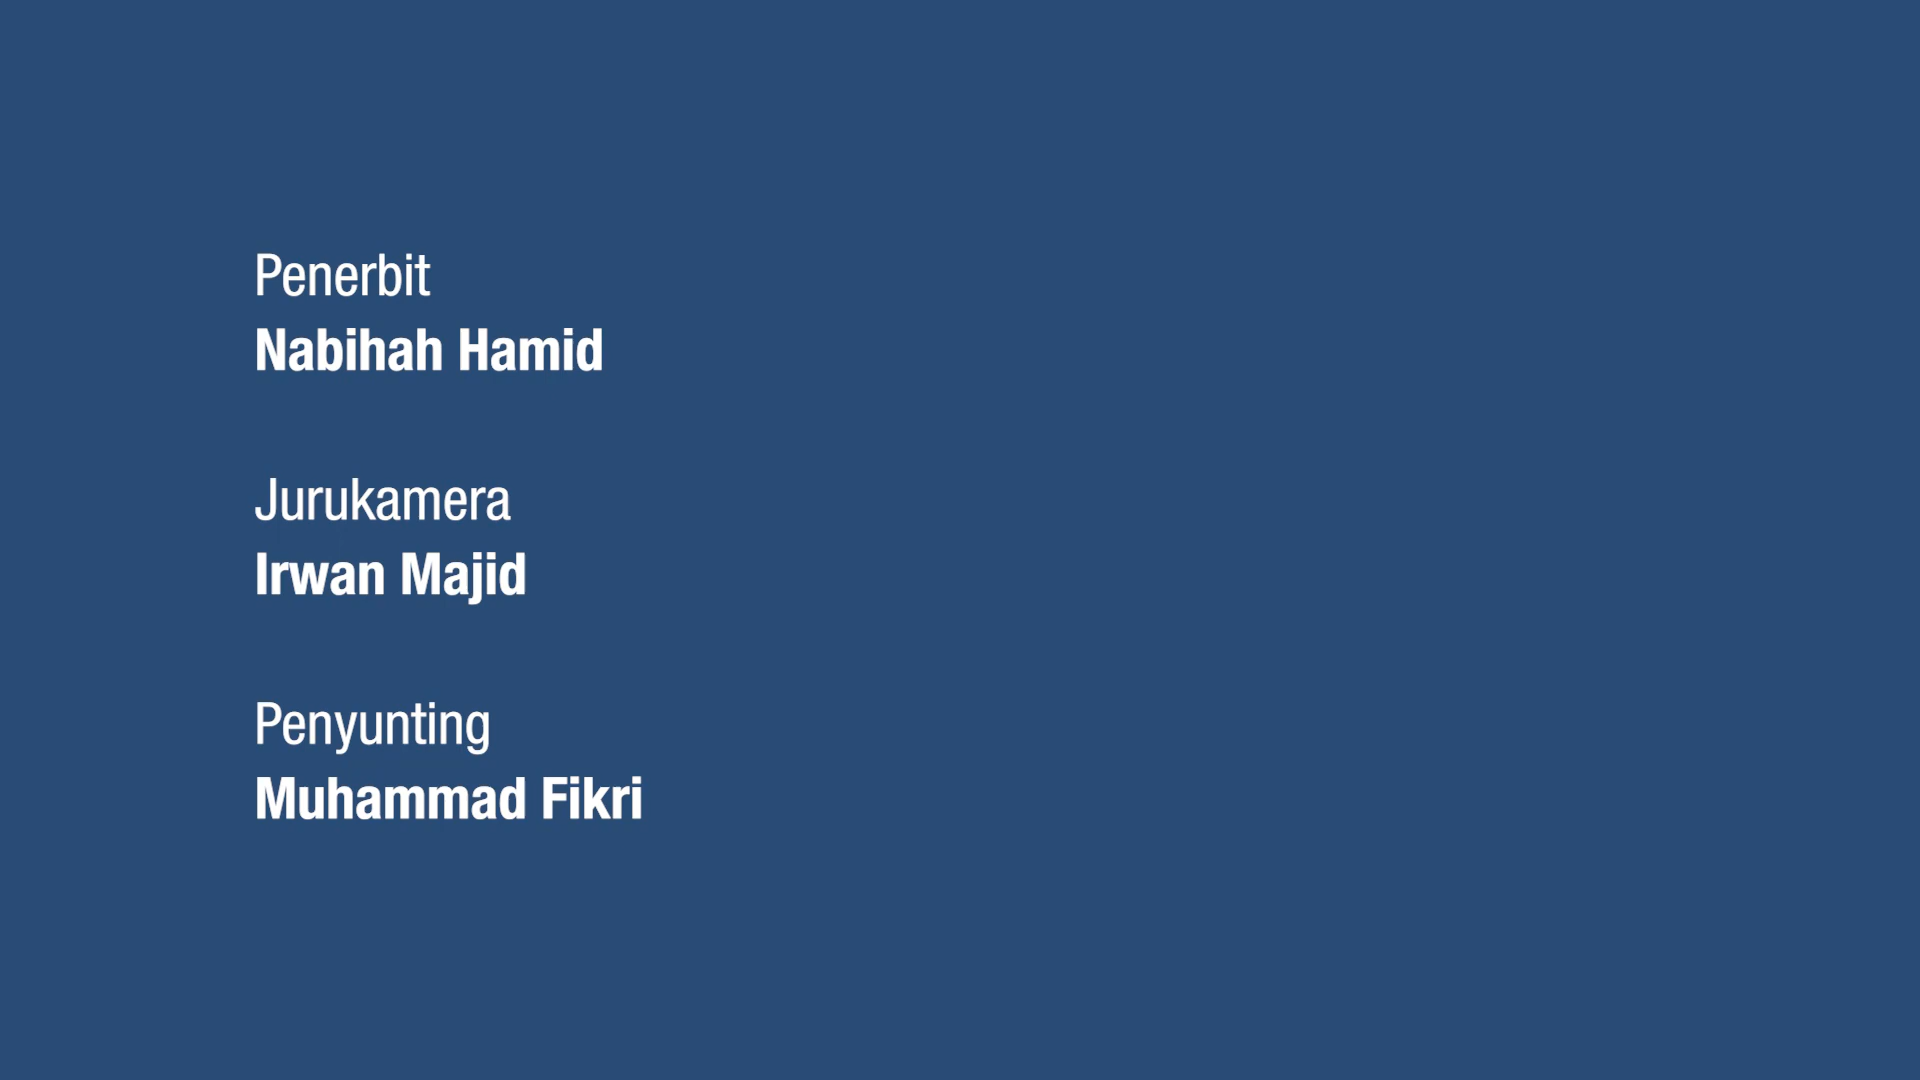 Penerbit
Nabihah Hamid
Jurukamera
Irwan Majid
Penyunting
Muhammad Fikri